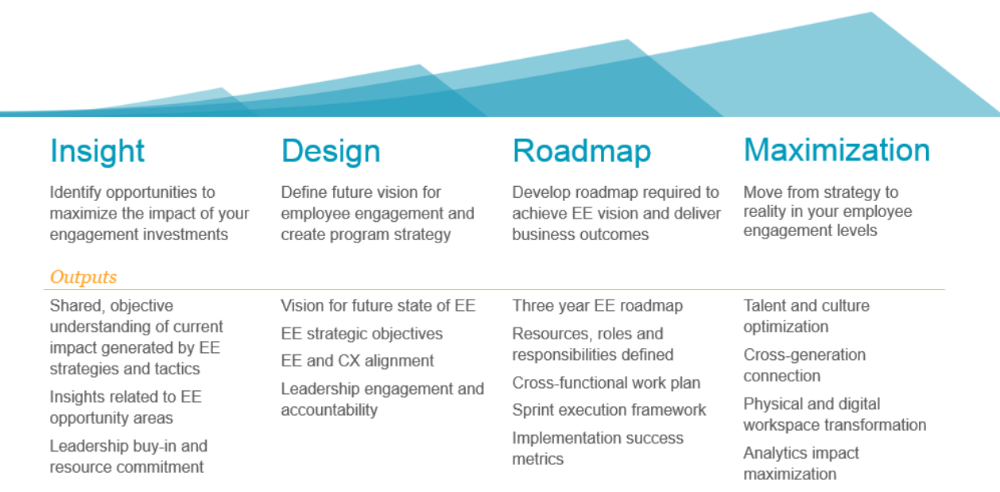 Insight
Identify opportunities to
maximize the impact of your
engagement investments
Design
Define future vision for
employee engagement and
create program strategy
Roadmap
Develop roadmap required to
achieve EE vision and deliver
business outcomes
Maximization
Move from strategy to
reality in your employee
engagement levels
Outputs
Shared, objective
understanding of current
impact generated by EE
strategies and tactics
Insights related to EE
opportunity areas
Leadership buy-in and
resource commitment
Vision for future state of EE
EE strategic objectives
EE and CX alignment
Leadership engagement and
accountability
Three year EE roadmap
Resources, roles and
responsibilities defined
Cross-functional work plan
Sprint execution framework
Implementation success
metrics
Talent and culture
optimization
Cross-generation
connection
Physical and digital
workspace transformation
Analytics impact
maximization